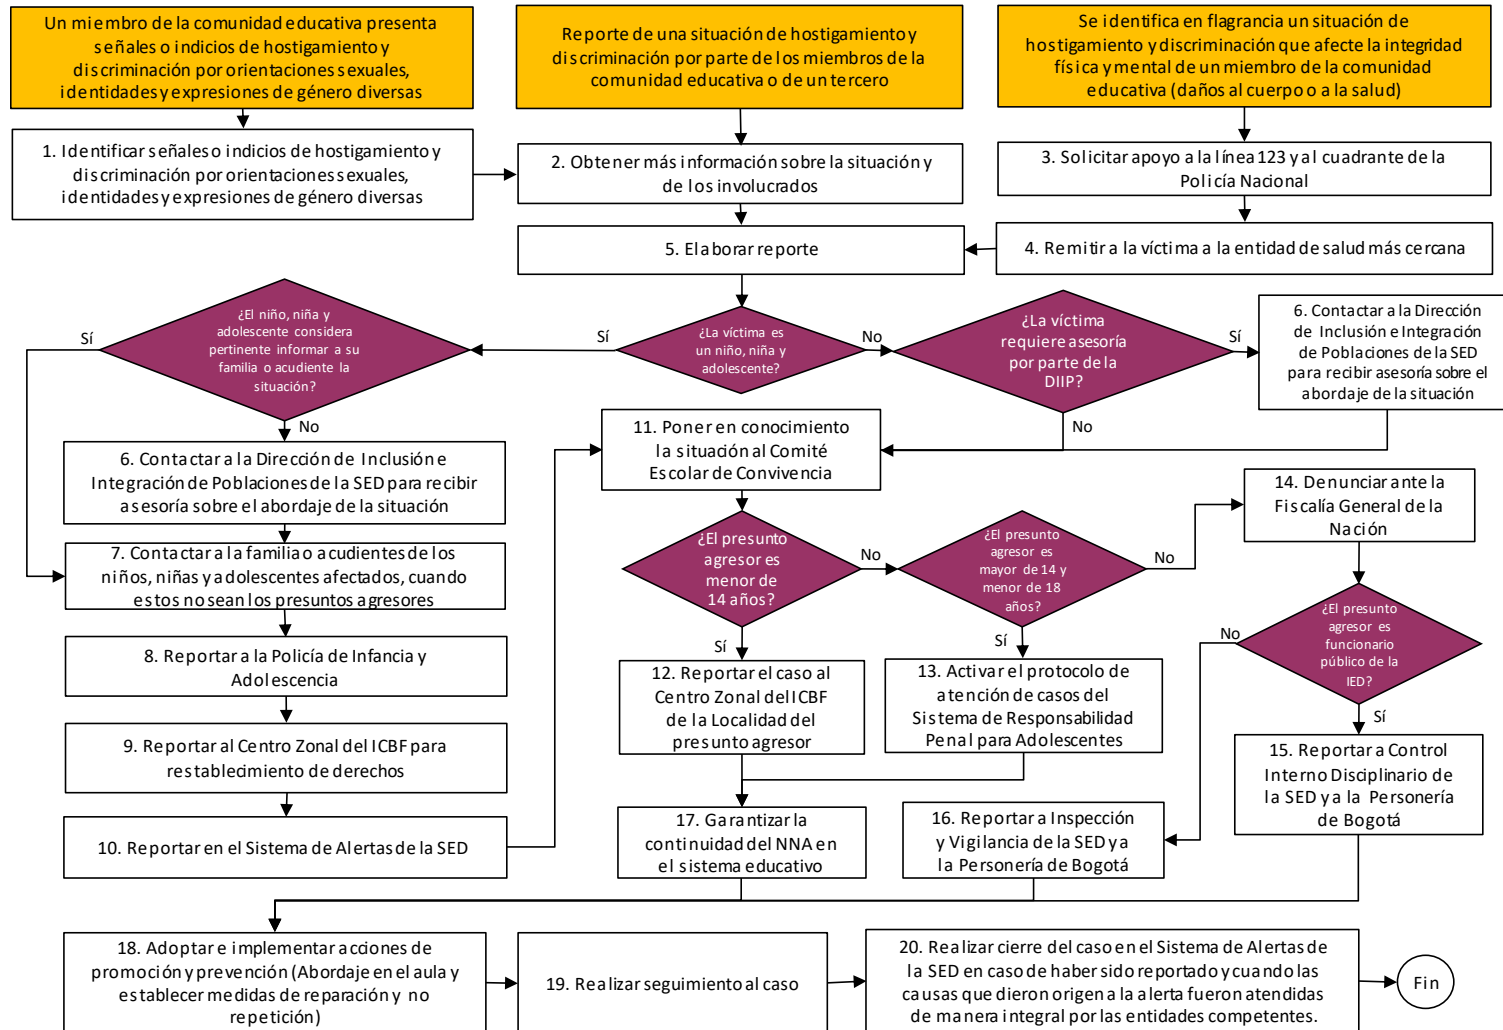 Un miembro de la comunidad educativa presenta
señales o indicios de hostigamiento y
discriminación por orientaciones sexuales,
identidades y expresiones de género diversas
Reporte de una situación de hostigamiento y
discriminación por parte de los miembros de la
comunidad educativa o de un tercero
Se identifica en flagrancia un situación de
hostigamiento y discriminación que afecte la integridad
física y mental de un miembro de la comunidad
educativa (daños al cuerpo o a la salud)
1. Identificar señales o indicios de hostigamiento y
discriminación por orientaciones sexuales,
identidades y expresiones de género diversas
2. Obtener más información sobre la situación y
de los involucrados
3. Solicitar apoyo a la línea 123 y al cuadrante de la
Policía Nacional
5. Elaborar reporte
4. Remitir a la víctima a la entidad de salud más cercana
¿El niño, niña y
adolescente considera
pertinente informar a su
familia o acudiente la
situación?
Sí
Sí
¿La víctima es
un niño, niña y
adolescente?
No
¿La víctima
requiere asesoría
por parte de la
DIIP?
Sí
6. Contactar a la Dirección
de Inclusión e Integración
de Poblaciones de la SED
para recibir asesoría sobre el
abordaje de la situación
No
No
6. Contactar a la Dirección de Inclusión e
Integración de Poblaciones de la SED para recibir
asesoría sobre el abordaje de la situación
11. Poner en conocimiento
la situación al Comité
Escolar de Convivencia
7. Contactar a la familia o acudientes de los
niños, niñas y adolescentes afectados, cuando
estos no sean los presuntos agresores
¿El presunto
agresor es
menor de
14 años?
No
¿El presunto
agresor es
mayor de 14 y
menor de 18
años?
No
14. Denunciar ante la
Fiscalía General de la
Nación
8. Reportar a la Policía de Infancia y
Adolescencia
Sí
Sí
No
¿El presunto
agresor es
funcionario
público de la
IED?
Sí
12. Reportar el caso al
Centro Zonal del ICBF
de la Localidad del
presunto agresor
13. Activar el protocolo de
atención de casos del
Sistema de Responsabilidad
Penal para Adolescentes
9. Reportar al Centro Zonal del ICBF para
restablecimiento de derechos
15. Reportar a Control
Interno Disciplinario de
la SED y a la Personería
de Bogotá
10. Reportar en el Sistema de Alertas de la SED
17. Garantizar la
continuidad del NNA en
el sistema educativo
16. Reportar a Inspección
y Vigilancia de la SED y a
la Personería de Bogotá
18. Adoptar e implementar acciones de
promoción y prevención (Abordaje en el aula y
establecer medidas de reparación y no
repetición)
19. Realizar seguimiento al caso
20. Realizar cierre del caso en el Sistema de Alertas de
la SED en caso de haber sido reportado y cuando las
causas que dieron origen a la alerta fueron atendidas
de manera integral por las entidades competentes.
Fin